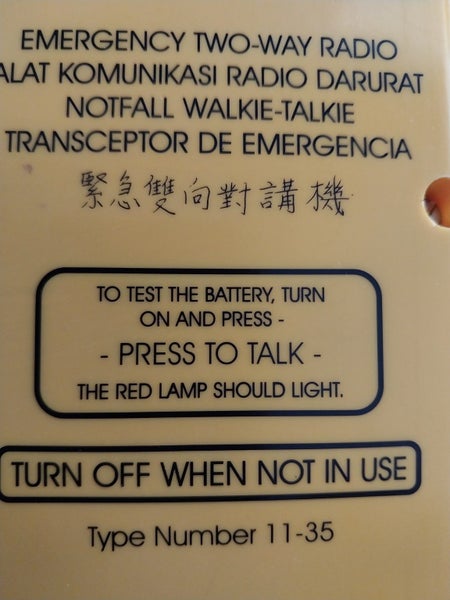 EMERGENCY TWO-WAY RADIO
ALAT KOMUNIKASI RADIO DARURAT
NOTFALL WALKIE-TALKIE
TRANSCEPTOR DE EMERGENCIA
緊急雙向對講機
TO TEST THE BATTERY, TURN
ON AND PRESS -
- PRESS TO TALK -
THE RED LAMP SHOULD LIGHT.
TURN OFF WHEN NOT IN USE
Type Number 11-35